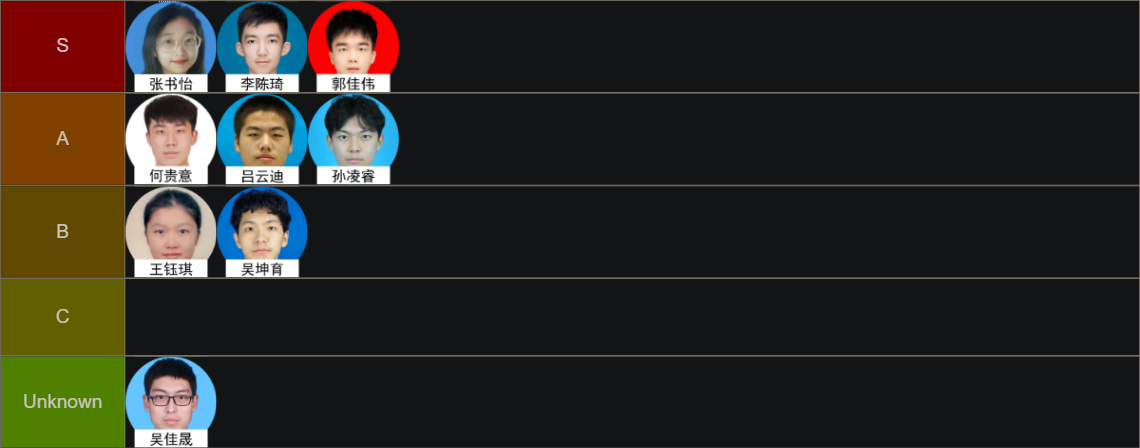 S
张书怡 李陈琦 郭佳伟
A
何贵意 吕云迪 孙凌睿
B
王钰琪 吴坤育
C
Unknown
吴佳晟